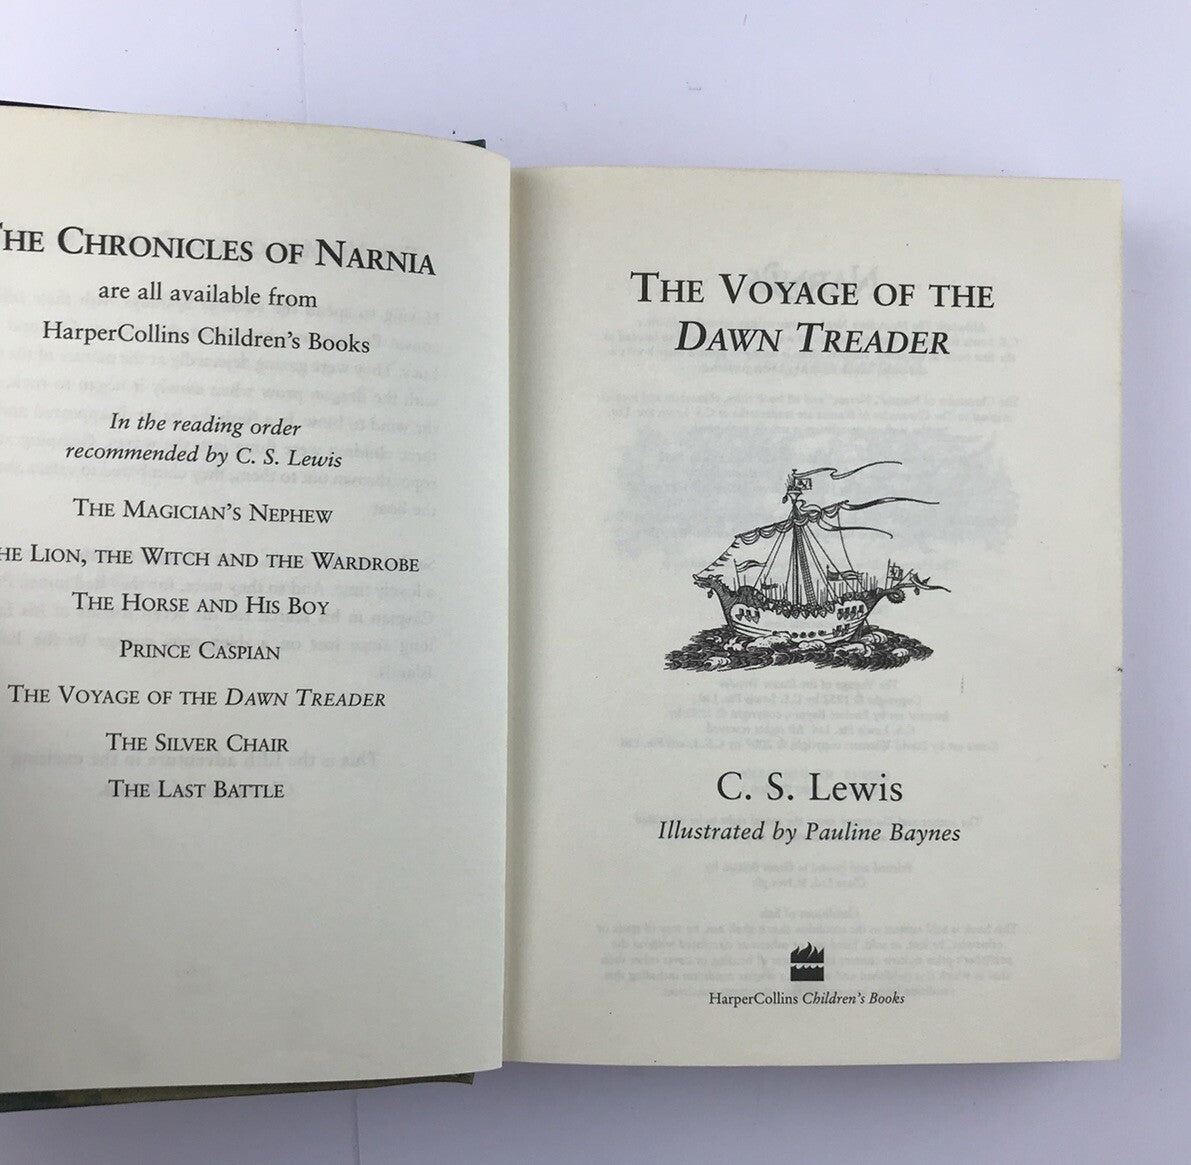 THE CHRONICLES OF NARNIA
are all available from
HarperCollins Children's Books
In the reading order
recommended by C. S. Lewis
THE MAGICIAN'S NEPHEW
THE LION, THE WITCH AND THE WARDROBE
THE HORSE AND HIS BOY
PRINCE CASPIAN
THE VOYAGE OF THE DAWN TREADER
THE SILVER CHAIR
THE LAST BATTLE
THE VOYAGE OF THE
DAWN TREADER
C. S. Lewis
Illustrated by Pauline Baynes
HarperCollins Children's Books